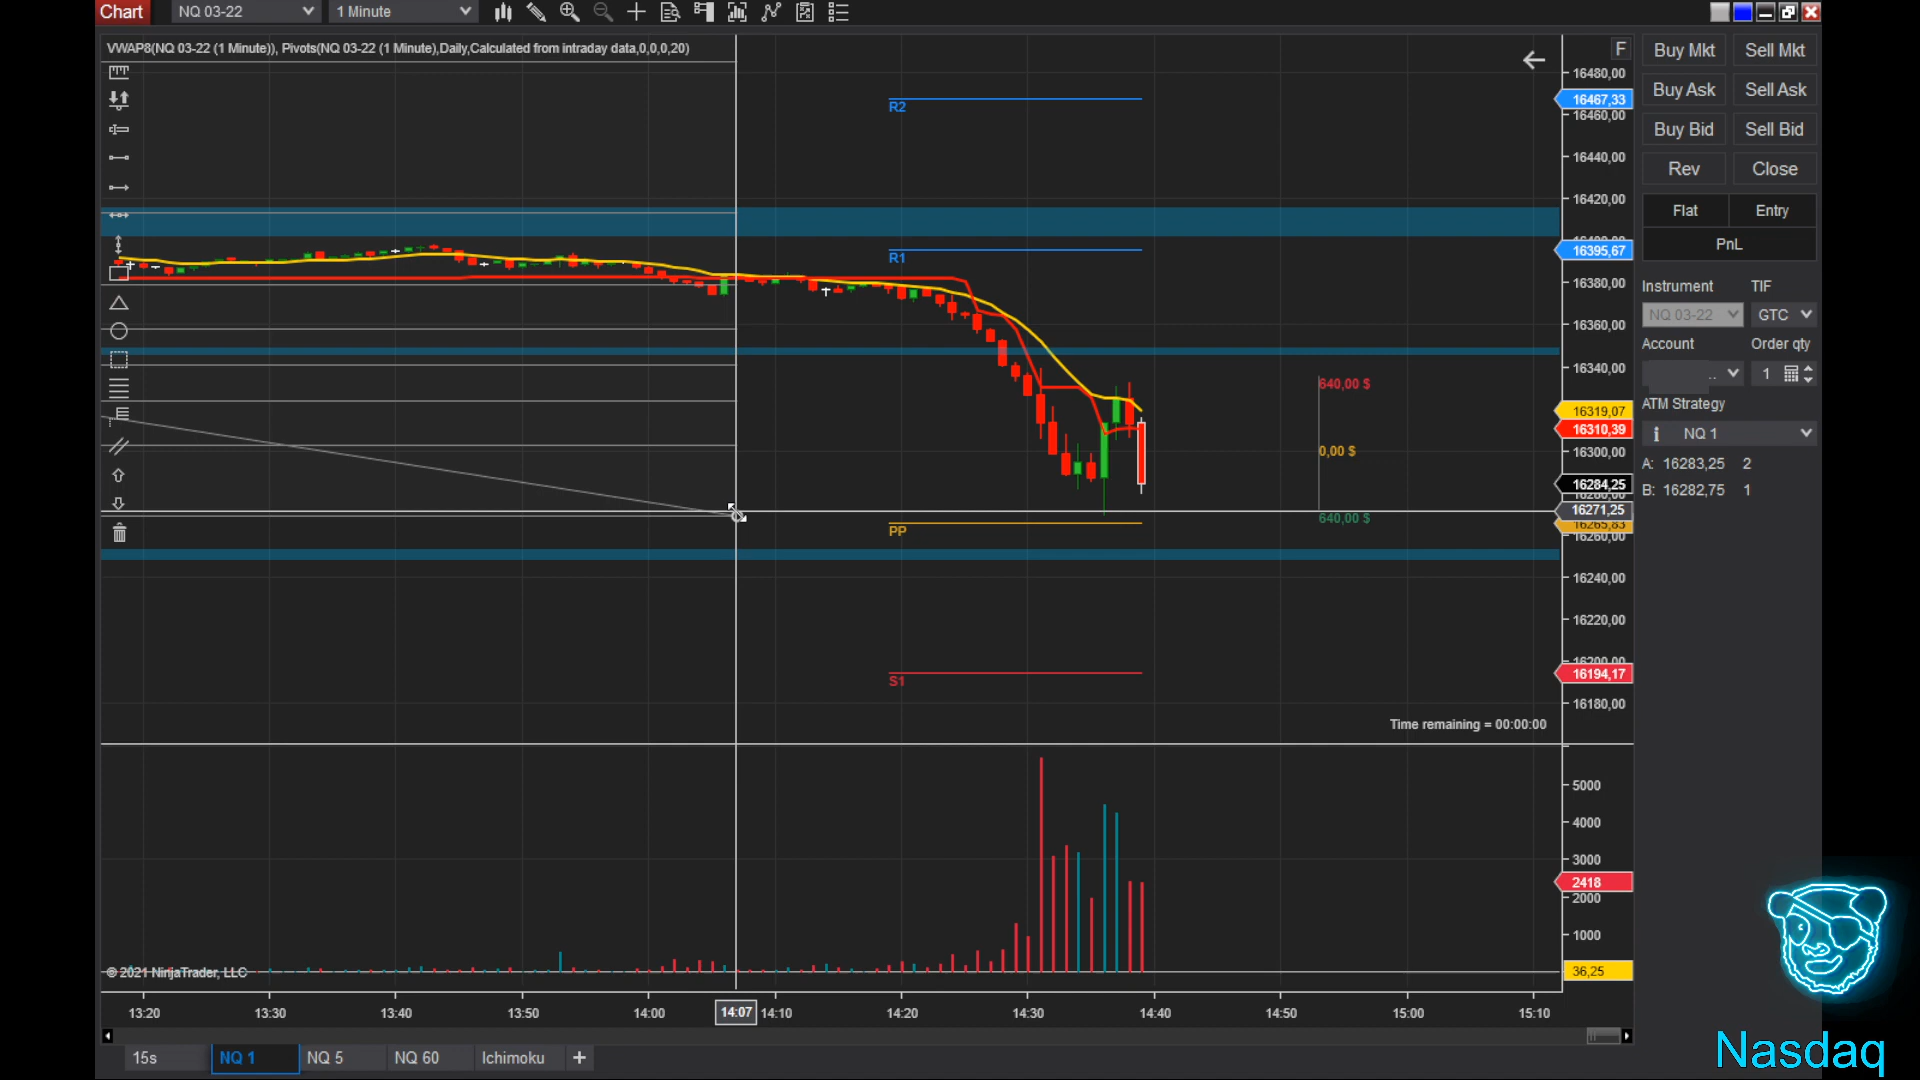 Chart NQ 03-22 1 Minute
VWAP8(NQ 03-22 (1 Minute)), Pivots(NQ 03-22 (1 Minute),Daily,Calculated from intraday data,0,0,0,20)
F
Buy Mkt Sell Mkt
Buy Ask Sell Ask
Buy Bid Sell Bid
Rev Close
Flat Entry
PnL
Instrument TIF
NQ 03-22 GTC
Account Order qty
.. 1
ATM Strategy
NQ 1
A: 16283,25 2
B: 16282,75 1
R2
R1
PP
S1
640,00 $
0,00 $
640,00 $
16480,00
16467,33
16460,00
16440,00
16420,00
16395,67
16380,00
16360,00
16340,00
16319,07
16310,39
16300,00
16284,25
16271,25
16265,83
16260,00
16240,00
16220,00
16200,00
16194,17
16180,00
Time remaining = 00:00:00
5000
4000
3000
2418
2000
1000
36,25
© 2021 NinjaTrader, LLC
13:20 13:30 13:40 13:50 14:00 14:07 14:10 14:20 14:30 14:40 14:50 15:00 15:10
15s NQ 1 NQ 5 NQ 60 Ichimoku +
Nasdaq